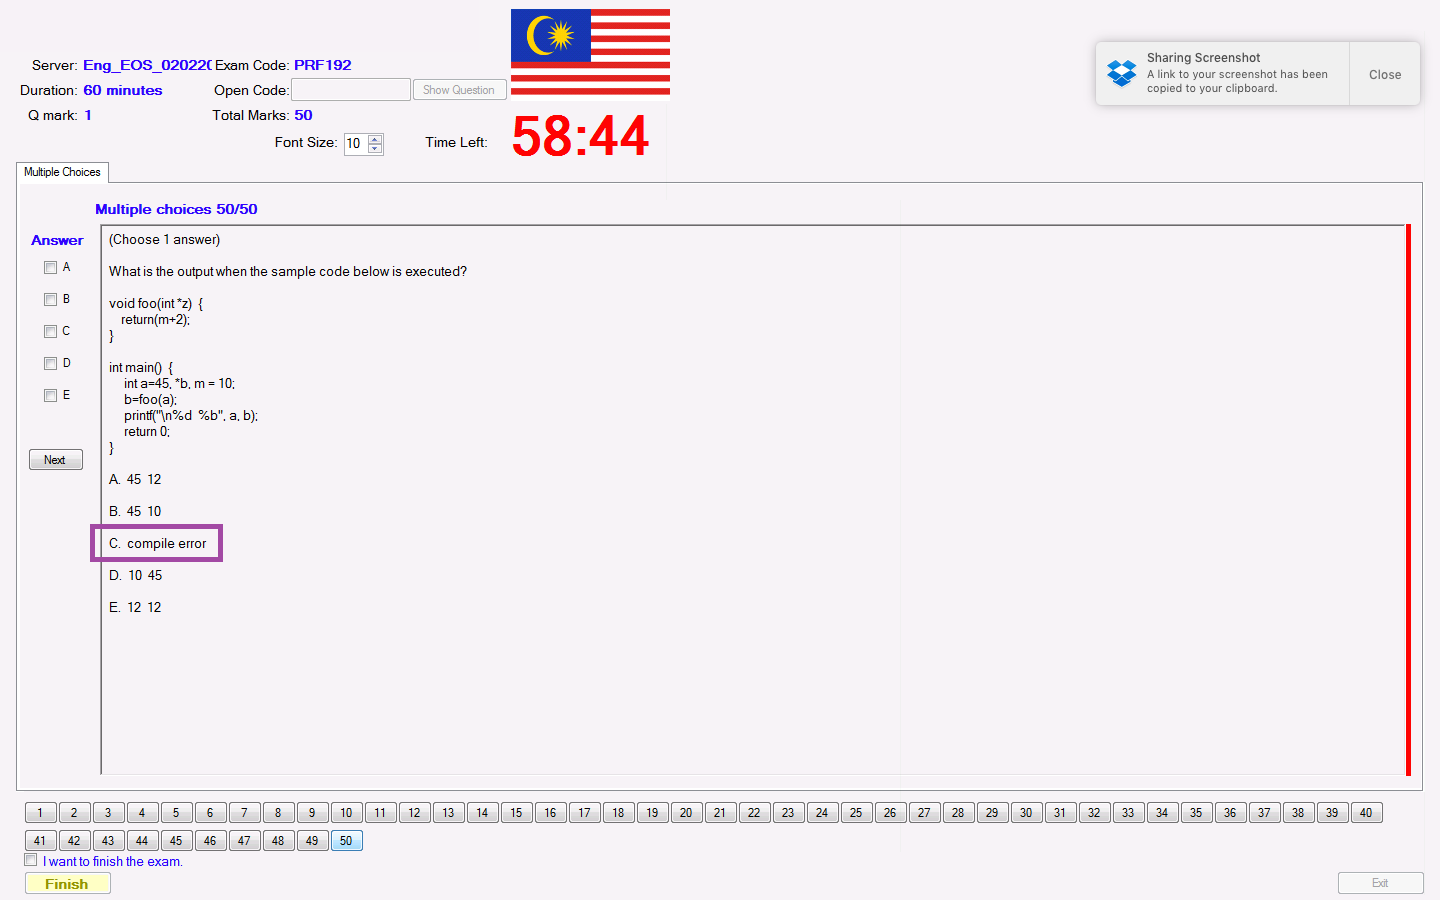 Server: Eng_EOS_020220 Exam Code: PRF192
Duration: 60 minutes Open Code: Show Question
Q mark: 1 Total Marks: 50
Font Size: 10 Time Left: 58:44
Sharing Screenshot
A link to your screenshot has been
copied to your clipboard.
Close
Multiple Choices
Multiple choices 50/50
Answer
A
B
C
D
E
Next
(Choose 1 answer)
What is the output when the sample code below is executed?
void foo(int *z) {
return(m+2);
}
int main() {
int a=45, *b, m = 10;
b=foo(a);
printf("\n%d %b", a, b);
return 0;
}
A. 45 12
B. 45 10
C. compile error
D. 10 45
E. 12 12
1 2 3 4 5 6 7 8 9 10 11 12 13 14 15 16 17 18 19 20 21 22 23 24 25 26 27 28 29 30 31 32 33 34 35 36 37 38 39 40
41 42 43 44 45 46 47 48 49 50
I want to finish the exam.
Finish
Exit